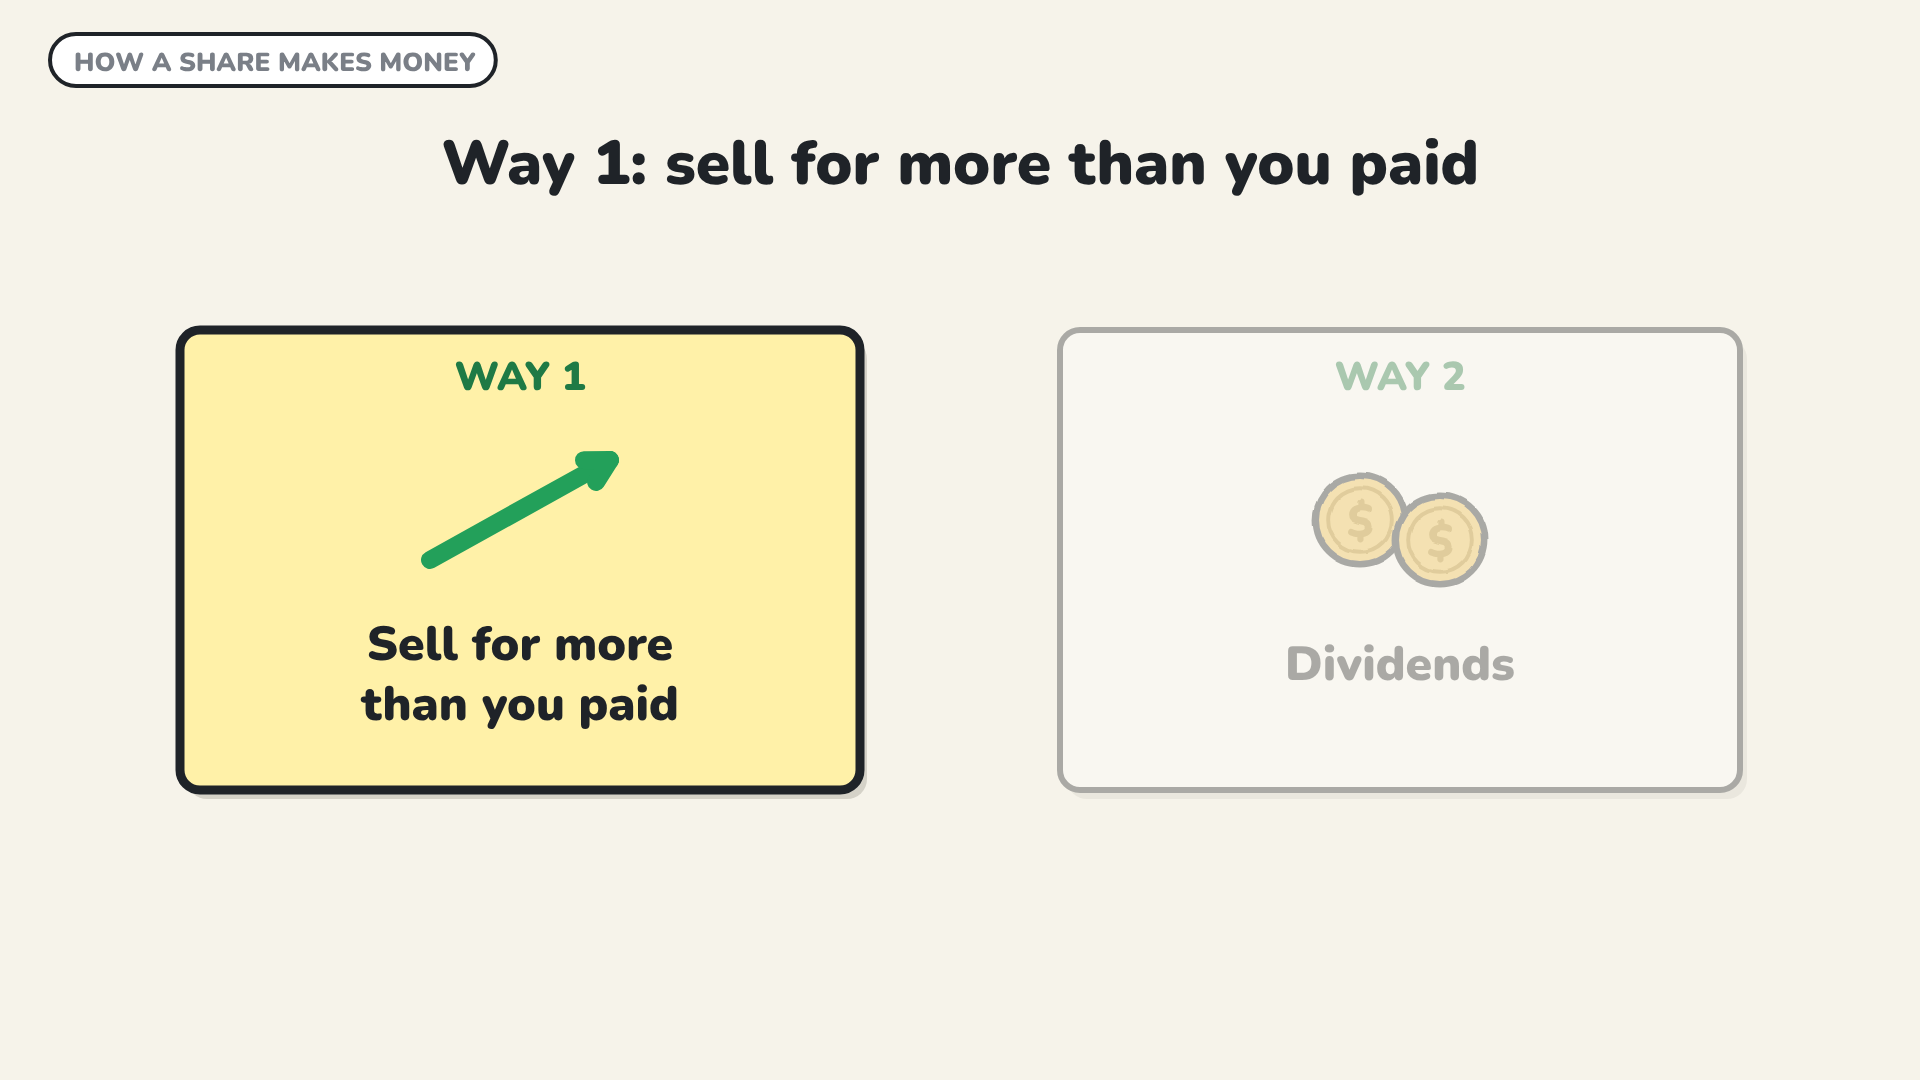 HOW A SHARE MAKES MONEY
Way 1: sell for more than you paid
WAY 1
Sell for more
than you paid
WAY 2
$ $
Dividends